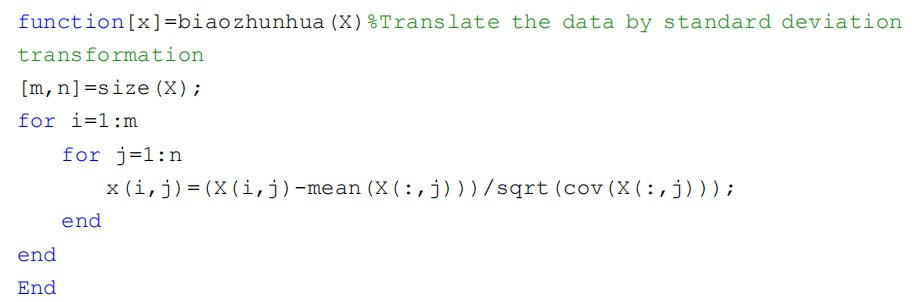 function[x]=biaozhunhua(X)%Translate the data by standard deviation
transformation
[m,n]=size(X);
for i=1:m
for j=1:n
x(i,j)=(X(i,j)-mean(X(:,j)))/sqrt(cov(X(:,j)));
end
end
End